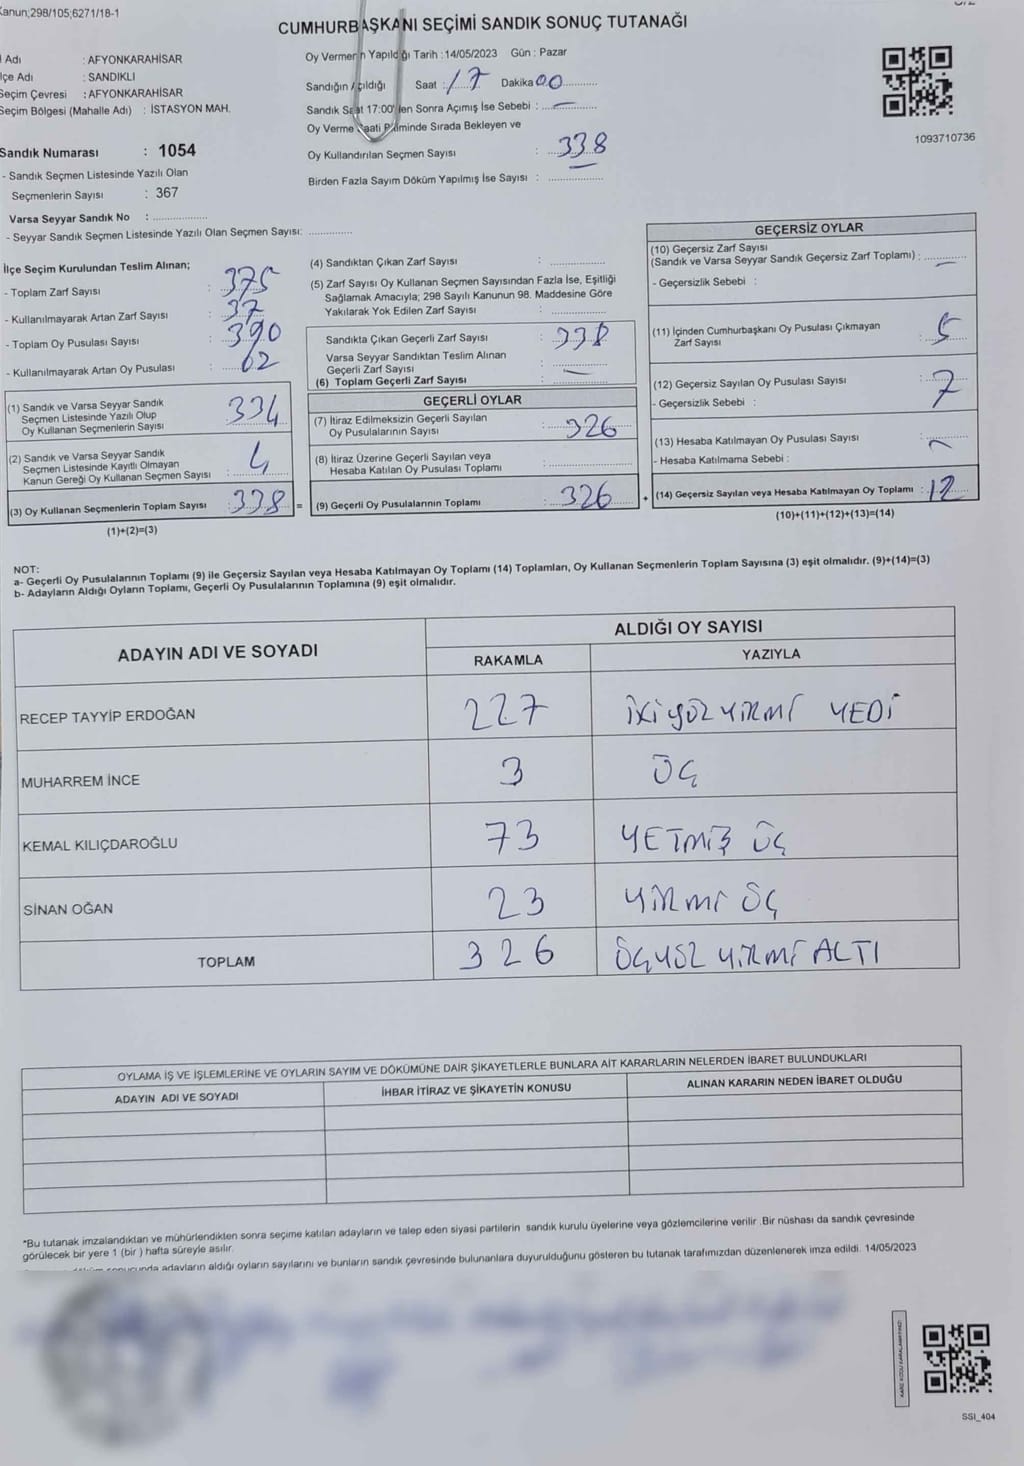 Kanun;298/105;6271/18-1
CUMHURBAŞKANI SEÇİMİ SANDIK SONUÇ TUTANAĞI
Adı : AFYONKARAHİSAR
İlçe Adı : SANDIKLI
Seçim Çevresi : AFYONKARAHİSAR
Seçim Bölgesi (Mahalle Adı) : İSTASYON MAH.
Oy Vermenin Yapıldığı Tarih : 14/05/2023 Gün : Pazar
Sandığın Açıldığı Saat : 17 Dakika 00
Sandık Saat 17:00'den Sonra Açımış İse Sebebi : —
Oy Verme Saati Bitiminde Sırada Bekleyen ve
Oy Kullandırılan Seçmen Sayısı : 338
Birden Fazla Sayım Döküm Yapılmış İse Sayısı :
1093710736
Sandık Numarası : 1054
- Sandık Seçmen Listesinde Yazılı Olan
Seçmenlerin Sayısı : 367
Varsa Seyyar Sandık No :
- Seyyar Sandık Seçmen Listesinde Yazılı Olan Seçmen Sayısı:
İlçe Seçim Kurulundan Teslim Alınan;
- Toplam Zarf Sayısı : 375
- Kullanılmayarak Artan Zarf Sayısı : 37
- Toplam Oy Pusulası Sayısı : 390
- Kullanılmayarak Artan Oy Pusulası : 62
(1) Sandık ve Varsa Seyyar Sandık
Seçmen Listesinde Yazılı Olup
Oy Kullanan Seçmenlerin Sayısı : 334
(2) Sandık ve Varsa Seyyar Sandık
Seçmen Listesinde Kayıtlı Olmayan
Kanun Gereği Oy Kullanan Seçmen Sayısı : 4
(3) Oy Kullanan Seçmenlerin Toplam Sayısı : 338 =
(1)+(2)=(3)
(4) Sandıktan Çıkan Zarf Sayısı :
(5) Zarf Sayısı Oy Kullanan Seçmen Sayısından Fazla İse, Eşitliği
Sağlamak Amacıyla; 298 Sayılı Kanunun 98. Maddesine Göre
Yakılarak Yok Edilen Zarf Sayısı :
Sandıkta Çıkan Geçerli Zarf Sayısı : 338
Varsa Seyyar Sandıktan Teslim Alınan
Geçerli Zarf Sayısı : —
(6) Toplam Geçerli Zarf Sayısı :
GEÇERLİ OYLAR
(7) İtiraz Edilmeksizin Geçerli Sayılan
Oy Pusulalarının Sayısı : 326
(8) İtiraz Üzerine Geçerli Sayılan veya
Hesaba Katılan Oy Pusulası Toplamı :
(9) Geçerli Oy Pusulalarının Toplamı : 326 +
GEÇERSİZ OYLAR
(10) Geçersiz Zarf Sayısı
(Sandık ve Varsa Seyyar Sandık Geçersiz Zarf Toplamı) : —
- Geçersizlik Sebebi :
(11) İçinden Cumhurbaşkanı Oy Pusulası Çıkmayan
Zarf Sayısı : 5
(12) Geçersiz Sayılan Oy Pusulası Sayısı : 7
- Geçersizlik Sebebi :
(13) Hesaba Katılmayan Oy Pusulası Sayısı : —
- Hesaba Katılmama Sebebi :
(14) Geçersiz Sayılan veya Hesaba Katılmayan Oy Toplamı : 12
(10)+(11)+(12)+(13)=(14)
NOT:
a- Geçerli Oy Pusulalarının Toplamı (9) ile Geçersiz Sayılan veya Hesaba Katılmayan Oy Toplamı (14) Toplamları, Oy Kullanan Seçmenlerin Toplam Sayısına (3) eşit olmalıdır. (9)+(14)=(3)
b- Adayların Aldığı Oyların Toplamı, Geçerli Oy Pusulalarının Toplamına (9) eşit olmalıdır.
ADAYIN ADI VE SOYADI ALDIĞI OY SAYISI
RAKAMLA YAZIYLA
RECEP TAYYİP ERDOĞAN 227 İKİ YÜZ YİRMİ YEDİ
MUHARREM İNCE 3 ÜÇ
KEMAL KILIÇDAROĞLU 73 YETMİŞ ÜÇ
SİNAN OĞAN 23 YİRMİ ÜÇ
TOPLAM 326 ÜÇYÜZ YİRMİ ALTI
OYLAMA İŞ VE İŞLEMLERİNE VE OYLARIN SAYIM VE DÖKÜMÜNE DAİR ŞİKAYETLERLE BUNLARA AİT KARARLARIN NELERDEN İBARET BULUNDUKLARI
ADAYIN ADI VE SOYADI İHBAR İTİRAZ VE ŞİKAYETİN KONUSU ALINAN KARARIN NEDEN İBARET OLDUĞU
*Bu tutanak imzalandıktan ve mühürlendikten sonra seçime katılan adayların ve talep eden siyasi partilerin sandık kurulu üyelerine veya gözlemcilerine verilir .Bir nüshası da sandık çevresinde
görülecek bir yere 1 (bir ) hafta süreyle asılır.
sonucunda adayların aldığı oyların sayılarını ve bunların sandık çevresinde bulunanlara duyurulduğunu gösteren bu tutanak tarafımızdan düzenlenerek imza edildi. 14/05/2023
KARE KODU KARALAMAYINIZ!
SSI_404